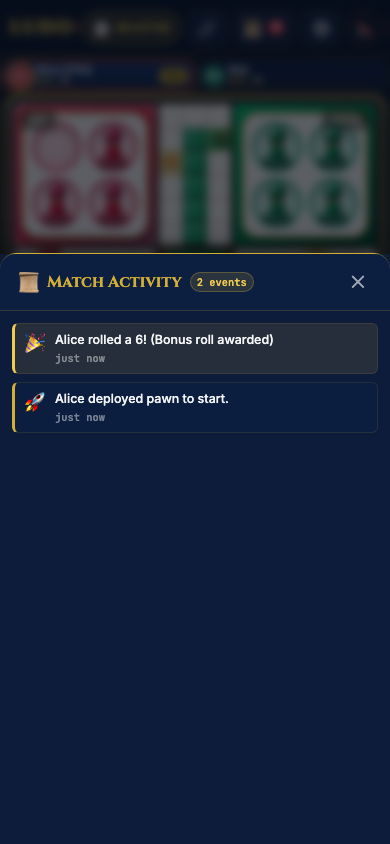 Match Activity
2 events
Alice rolled a 6! (Bonus roll awarded)
just now
Alice deployed pawn to start.
just now